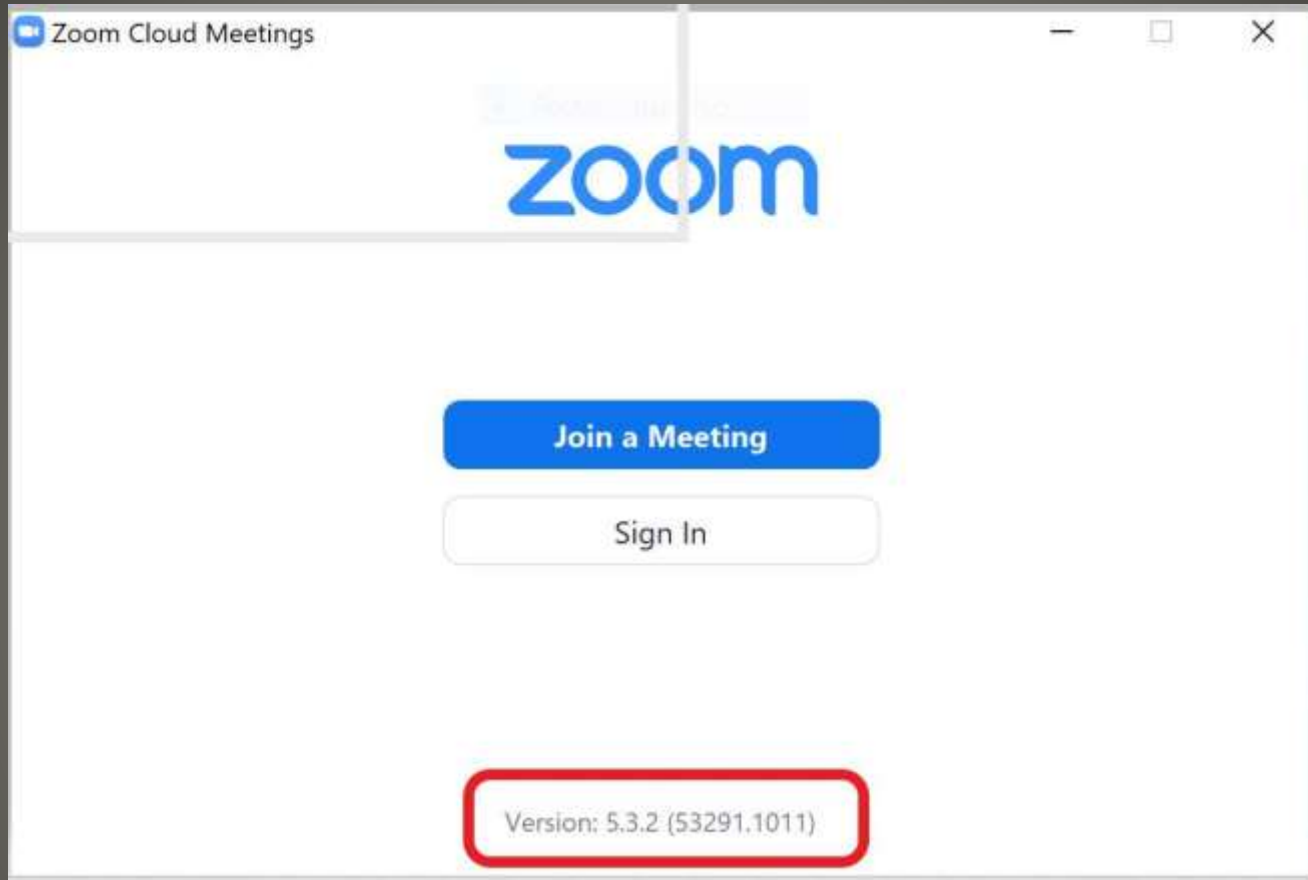 Zoom Cloud Meetings
zoom
Join a Meeting
Sign In
Version: 5.3.2 (53291.1011)